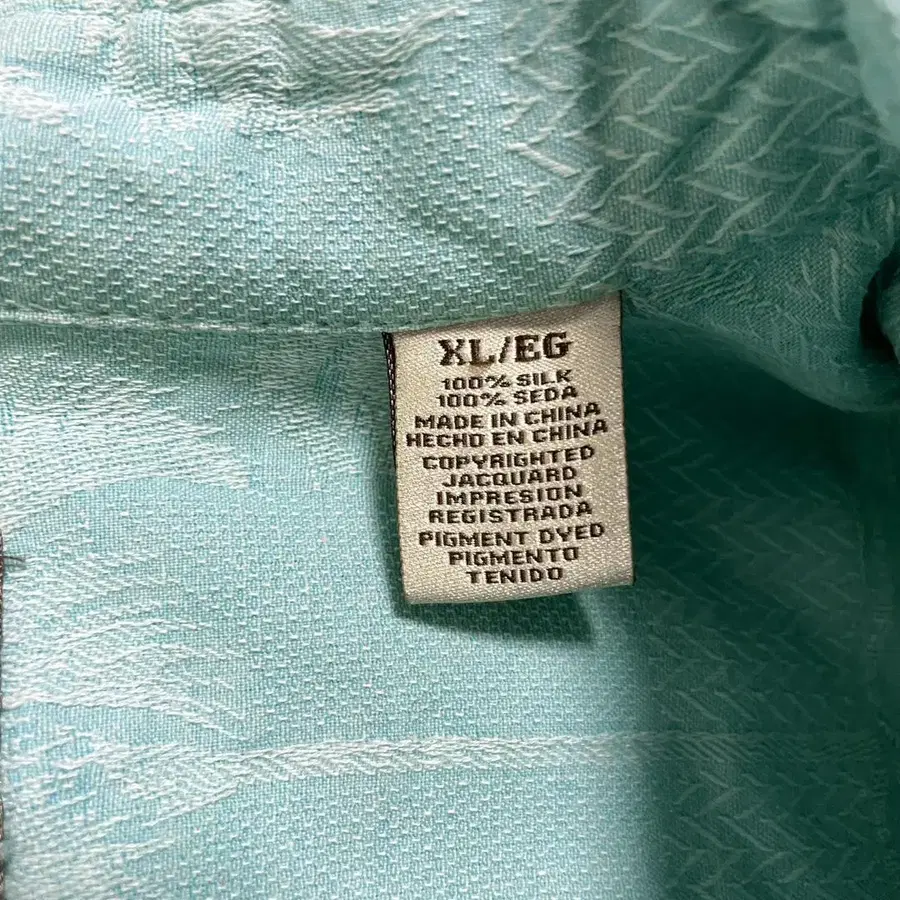 XL/EG
100% SILK
100% SEDA
MADE IN CHINA
HECHO EN CHINA
COPYRIGHTED
JACQUARD
IMPRESION
REGISTRADA
PIGMENT DYED
PIGMENTO
TENIDO